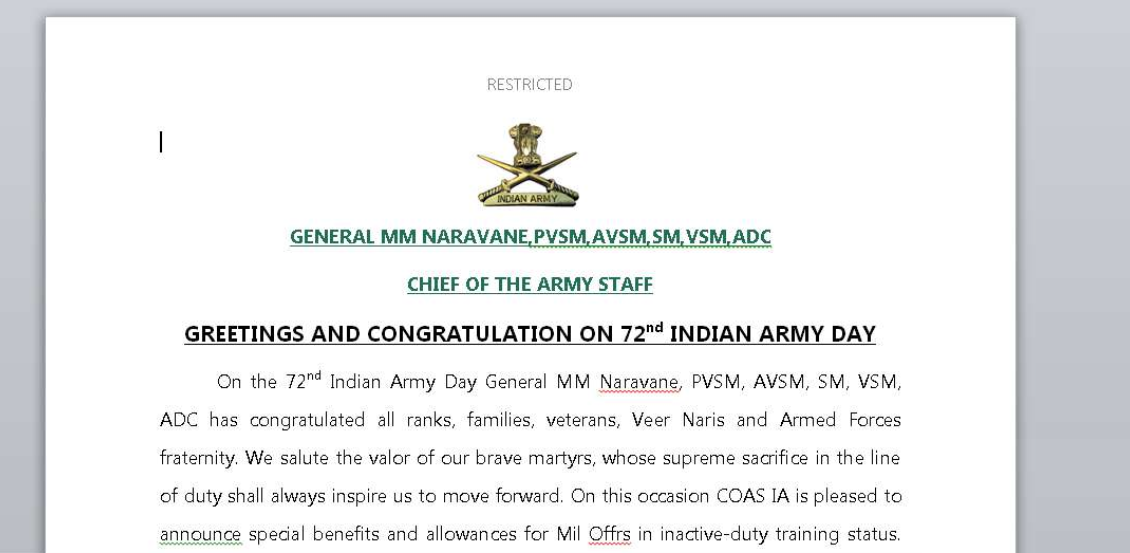 RESTRICTED
INDIAN ARMY
GENERAL MM NARAVANE,PVSM,AVSM,SM,VSM,ADC
CHIEF OF THE ARMY STAFF
GREETINGS AND CONGRATULATION ON 72nd INDIAN ARMY DAY
On the 72nd Indian Army Day General MM Naravane, PVSM, AVSM, SM, VSM,
ADC has congratulated all ranks, families, veterans, Veer Naris and Armed Forces
fraternity. We salute the valor of our brave martyrs, whose supreme sacrifice in the line
of duty shall always inspire us to move forward. On this occasion COAS IA is pleased to
announce special benefits and allowances for Mil Offrs in inactive-duty training status.